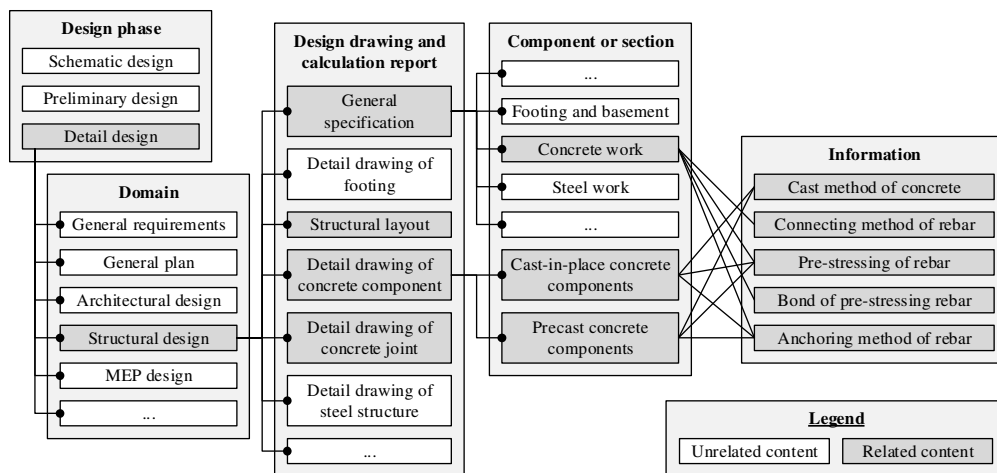 Design phase
Schematic design
Preliminary design
Detail design
Domain
General requirements
General plan
Architectural design
Structural design
MEP design
...
Design drawing and
calculation report
General
specification
Detail drawing of
footing
Structural layout
Detail drawing of
concrete component
Detail drawing of
concrete joint
Detail drawing of
steel structure
...
Component or section
...
Footing and basement
Concrete work
Steel work
...
Cast-in-place concrete
components
Precast concrete
components
Information
Cast method of concrete
Connecting method of rebar
Pre-stressing of rebar
Bond of pre-stressing rebar
Anchoring method of rebar
Legend
Unrelated content
Related content